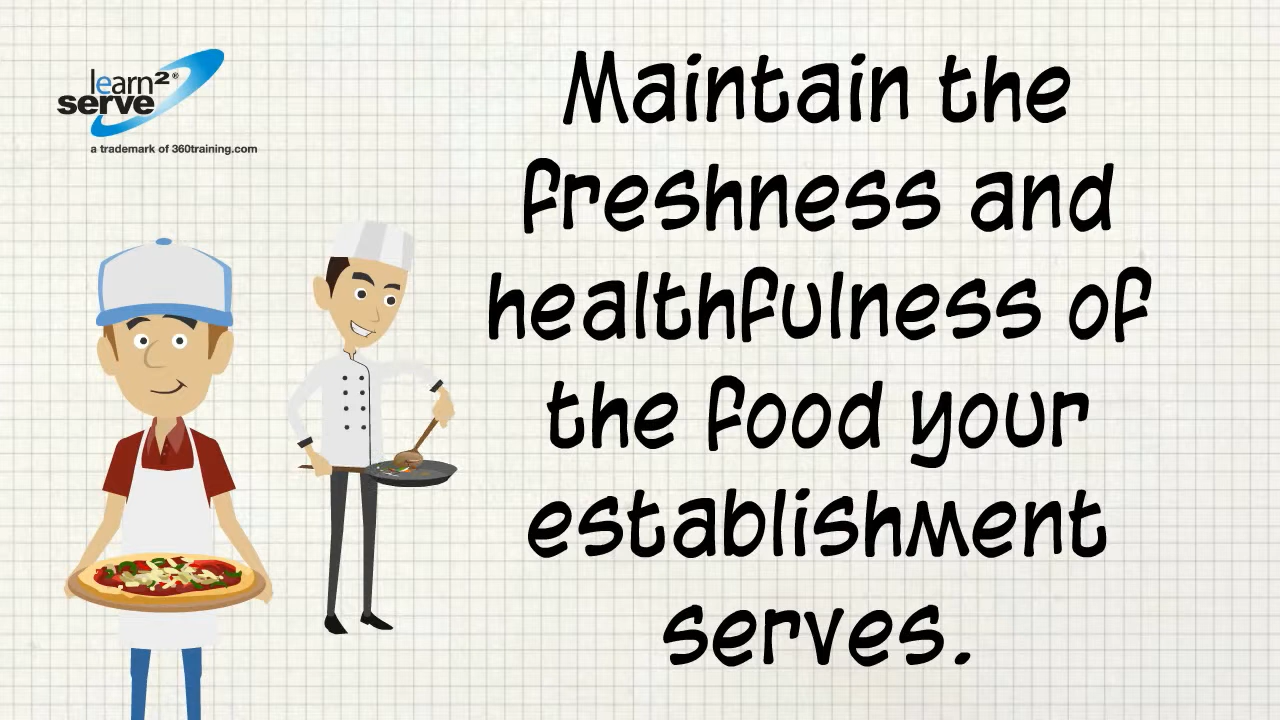 learn2®
serve
a trademark of 360training.com
Maintain the
freshness and
healthfulness of
the food your
establishment
serves.